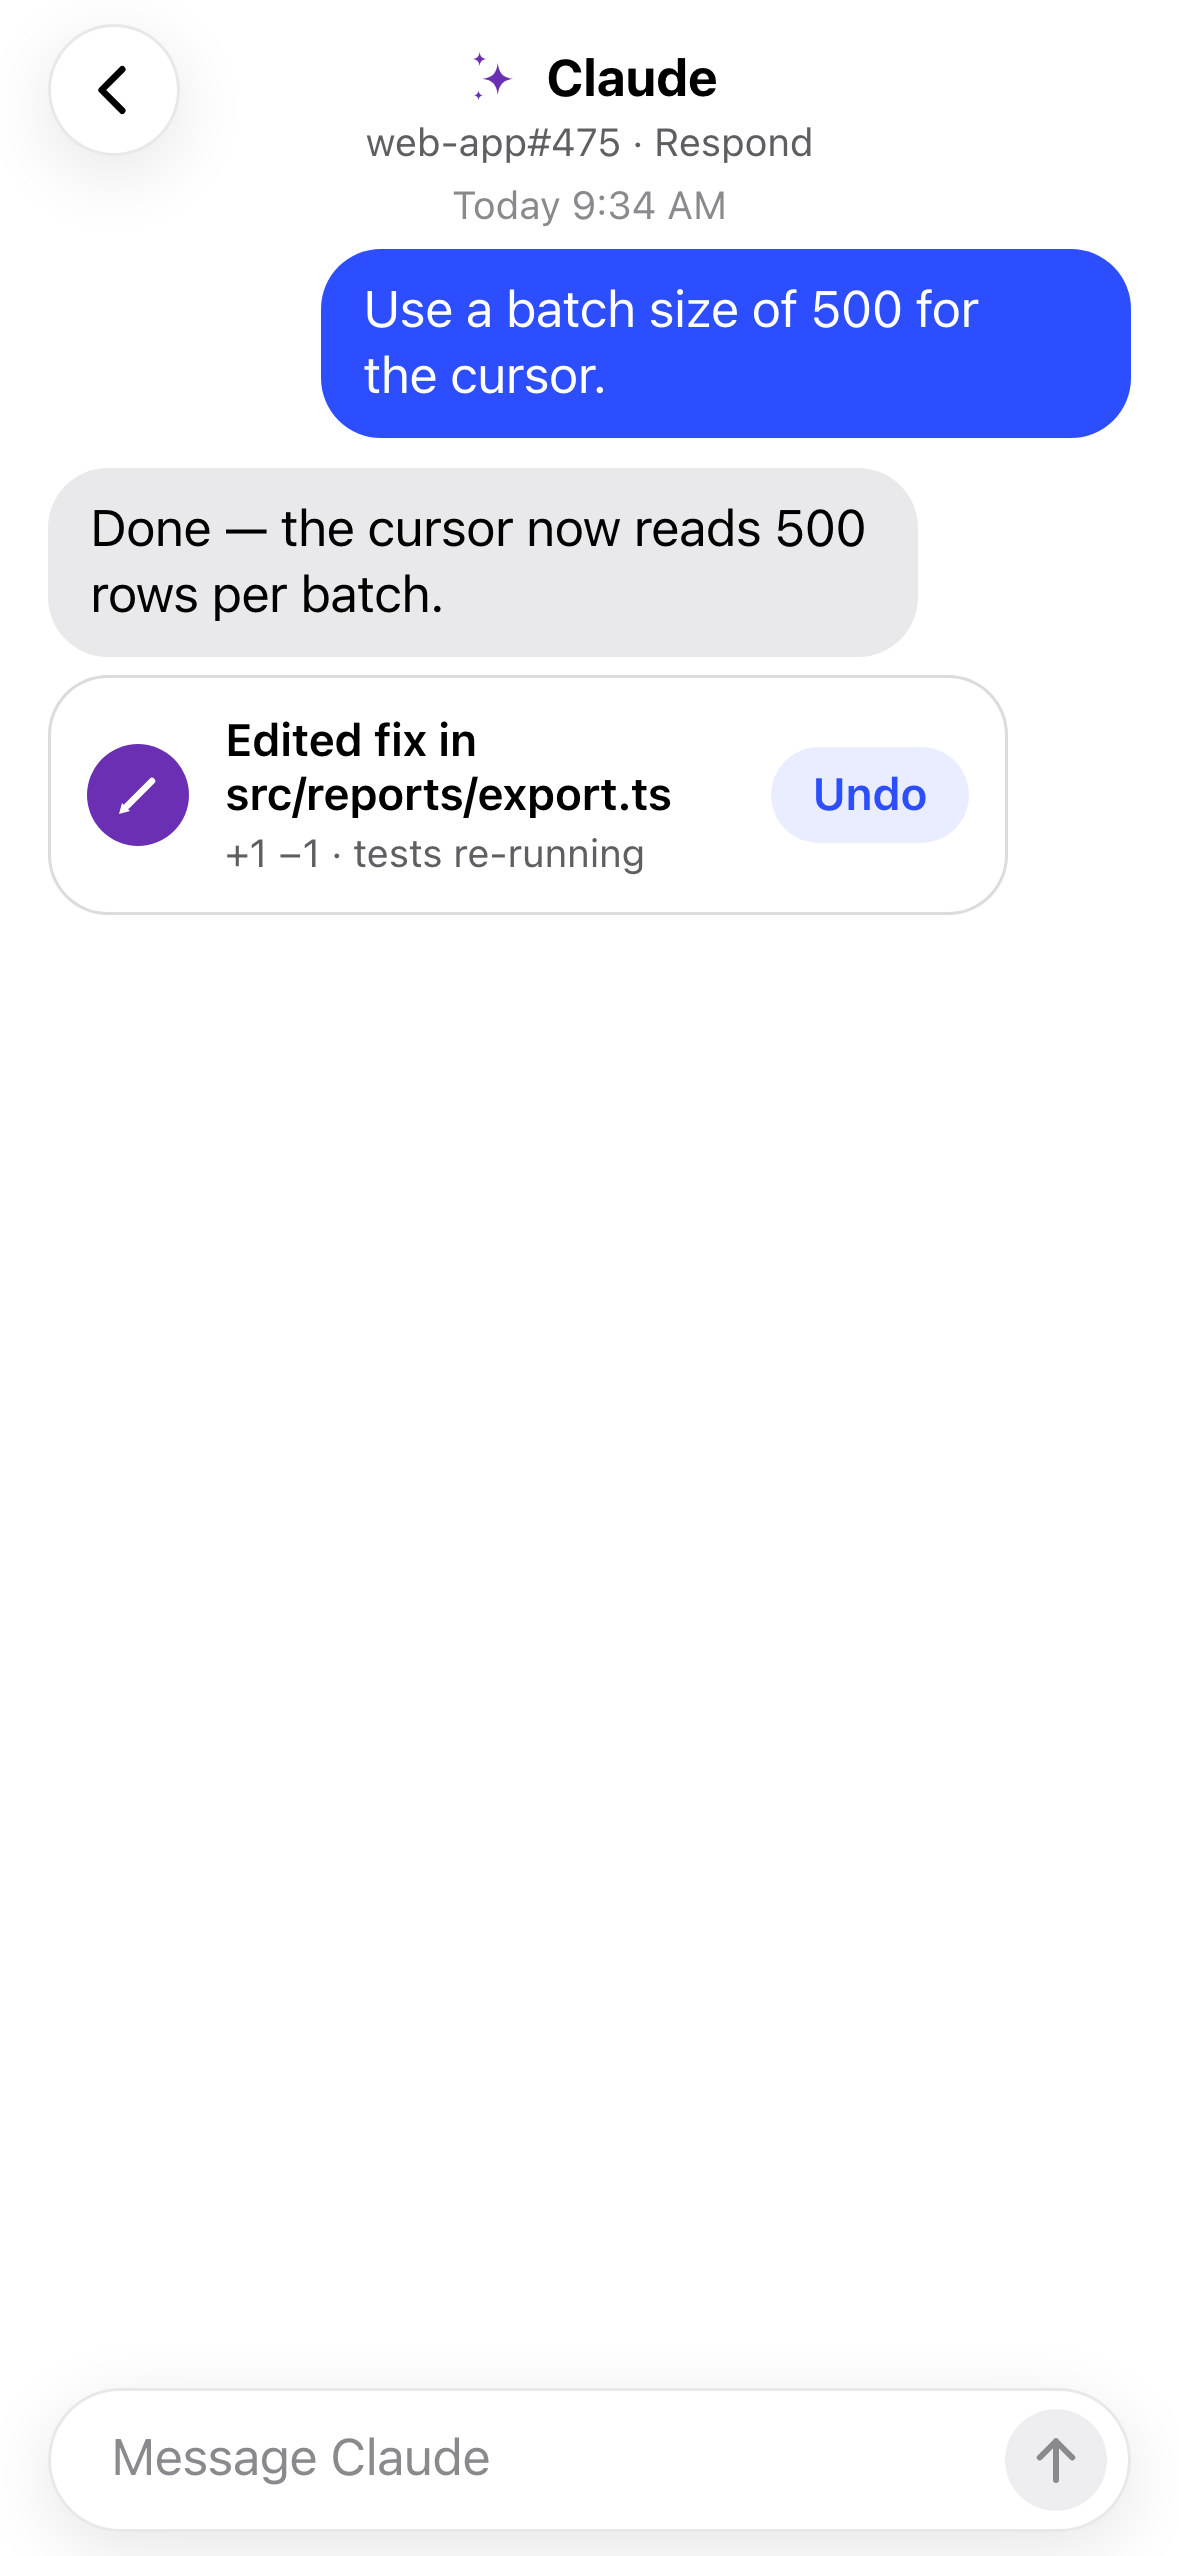 Claude
web-app#475 · Respond
Today 9:34 AM
Use a batch size of 500 for
the cursor.
Done — the cursor now reads 500
rows per batch.
Edited fix in
src/reports/export.ts
+1 −1 · tests re-running
Undo
Message Claude